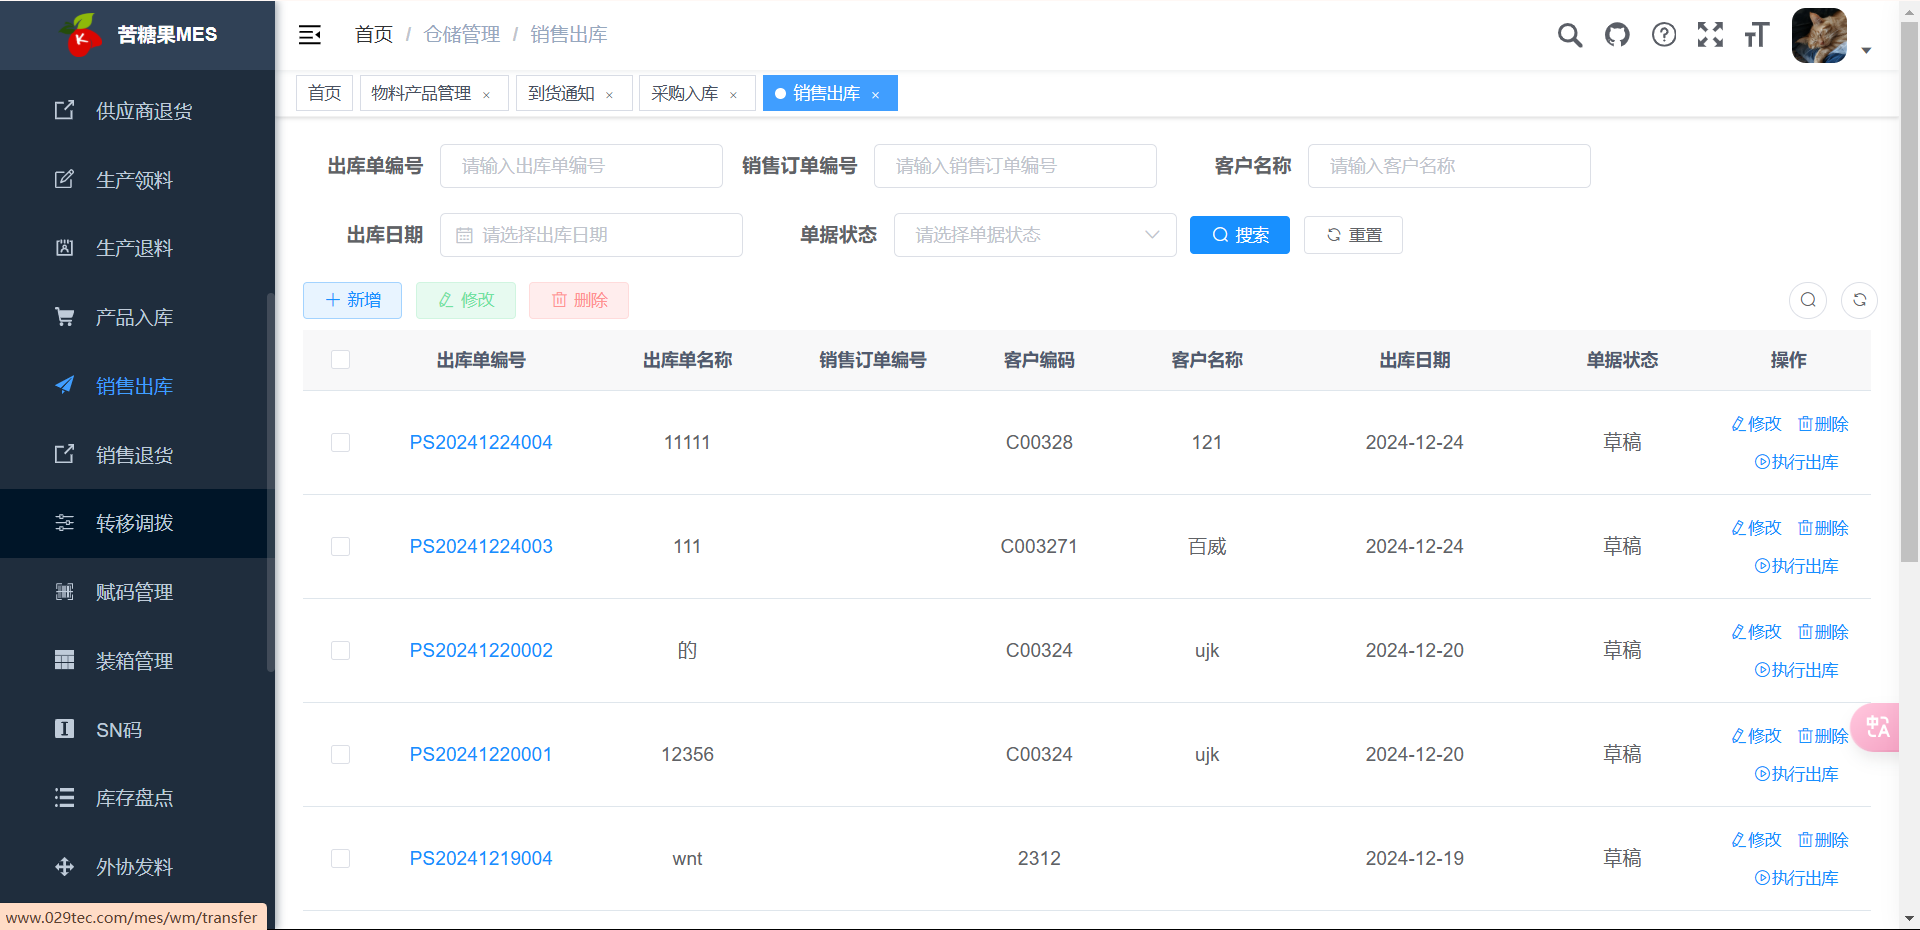 苦糖果MES
首页 / 仓储管理 / 销售出库
首页
物料产品管理 ×
到货通知 ×
采购入库 ×
销售出库 ×
供应商退货
生产领料
生产退料
产品入库
销售出库
销售退货
转移调拨
赋码管理
装箱管理
SN码
库存盘点
外协发料
www.029tec.com/mes/wm/transfer
出库单编号 请输入出库单编号 销售订单编号 请输入销售订单编号 客户名称 请输入客户名称
出库日期 请选择出库日期 单据状态 请选择单据状态 搜索 重置
新增 修改 删除
出库单编号 出库单名称 销售订单编号 客户编码 客户名称 出库日期 单据状态 操作
PS20241224004 11111 C00328 121 2024-12-24 草稿 修改 删除
执行出库
PS20241224003 111 C003271 百威 2024-12-24 草稿 修改 删除
执行出库
PS20241220002 的 C00324 ujk 2024-12-20 草稿 修改 删除
执行出库
PS20241220001 12356 C00324 ujk 2024-12-20 草稿 修改 删除
执行出库
PS20241219004 wnt 2312 2024-12-19 草稿 修改 删除
执行出库